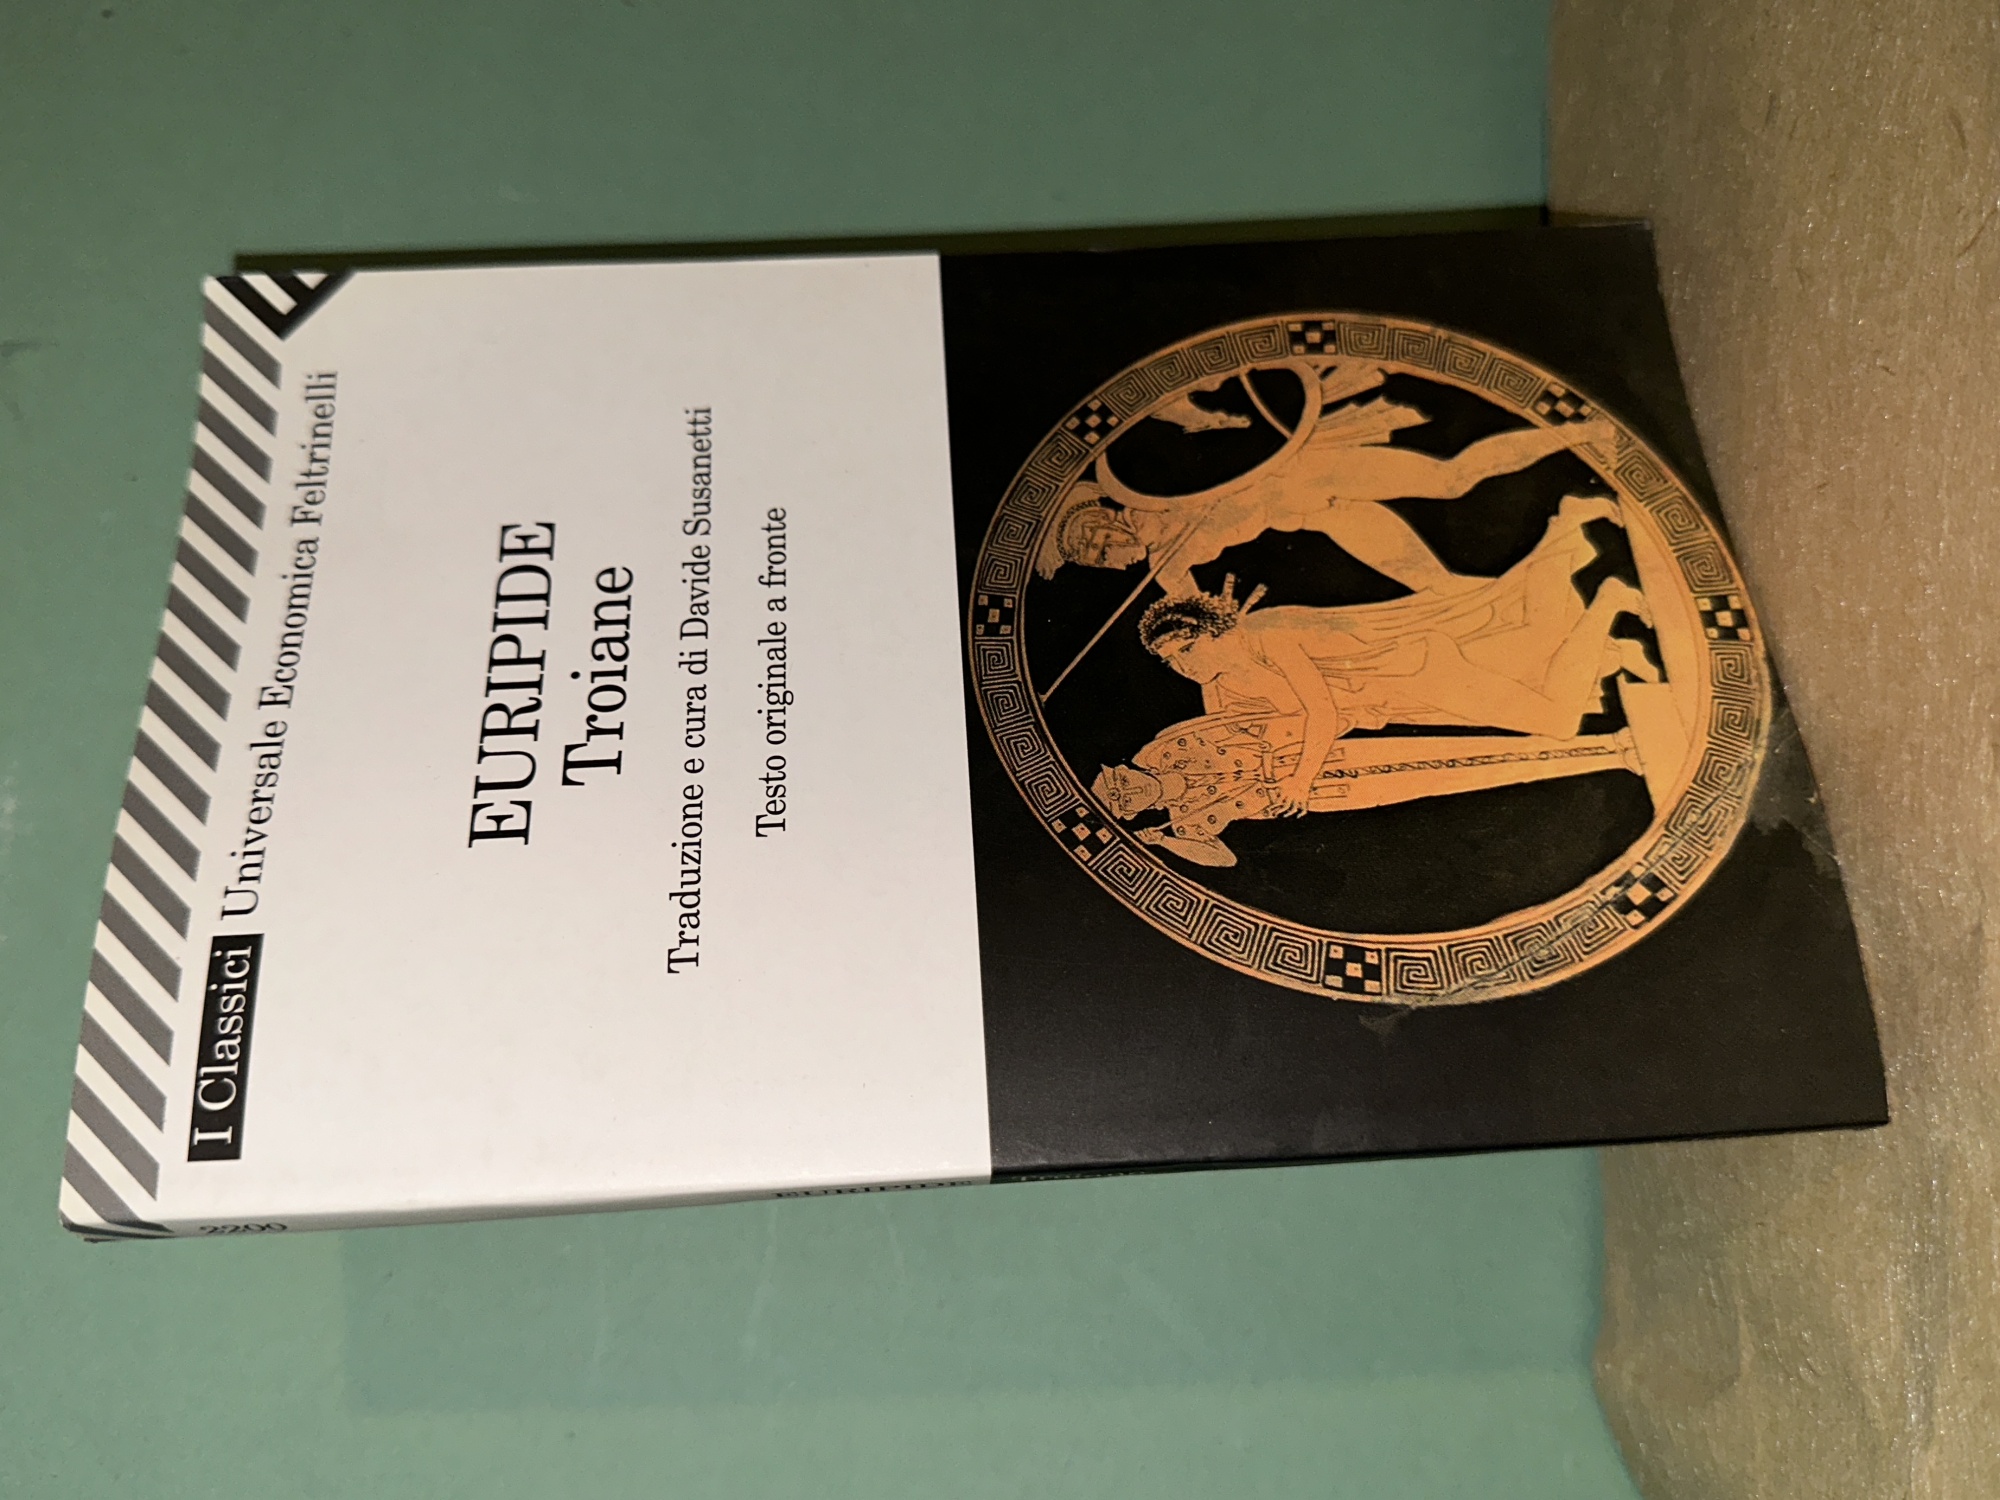 I Classici Universale Economica Feltrinelli
EURIPIDE
Troiane
Traduzione e cura di Davide Susanetti
Testo originale a fronte
2200
EURIPIDE